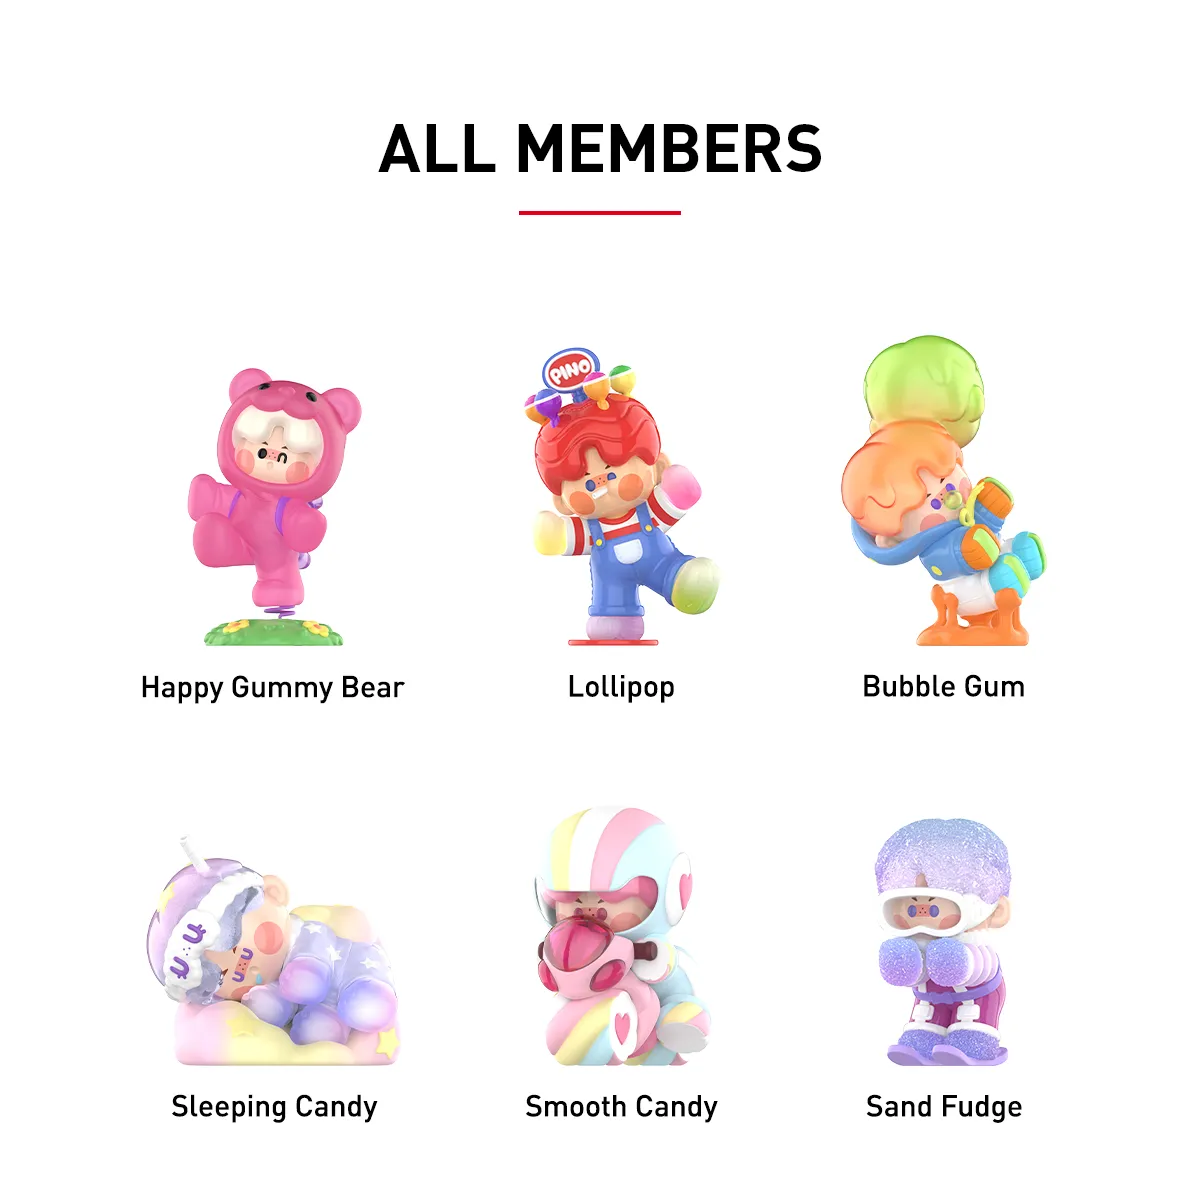 ALL MEMBERS
PINO
Happy Gummy Bear
Lollipop
Bubble Gum
Sleeping Candy
Smooth Candy
Sand Fudge